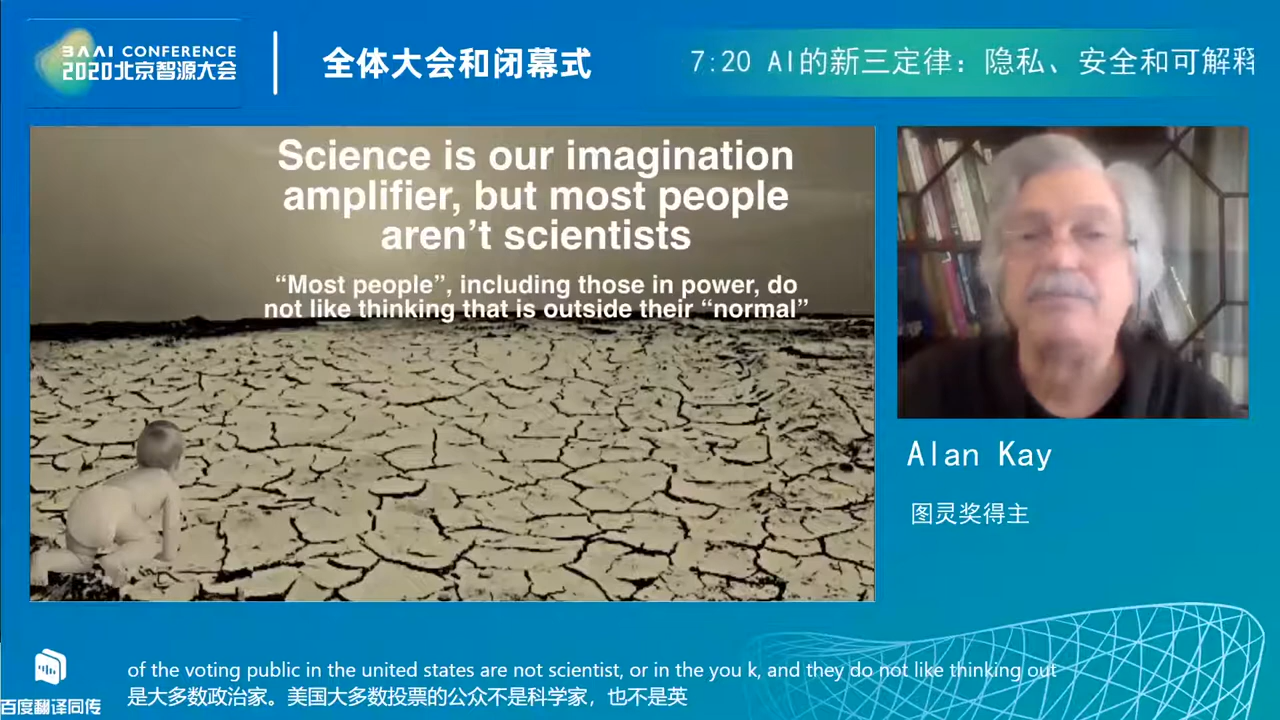 BAAI CONFERENCE
2020北京智源大会
全体大会和闭幕式
7:20 AI的新三定律：隐私、安全和可解释
Science is our imagination
amplifier, but most people
aren't scientists
“Most people”, including those in power, do
not like thinking that is outside their “normal”
Alan Kay
图灵奖得主
of the voting public in the united states are not scientist, or in the you k, and they do not like thinking out
是大多数政治家。美国大多数投票的公众不是科学家，也不是英
百度翻译同传